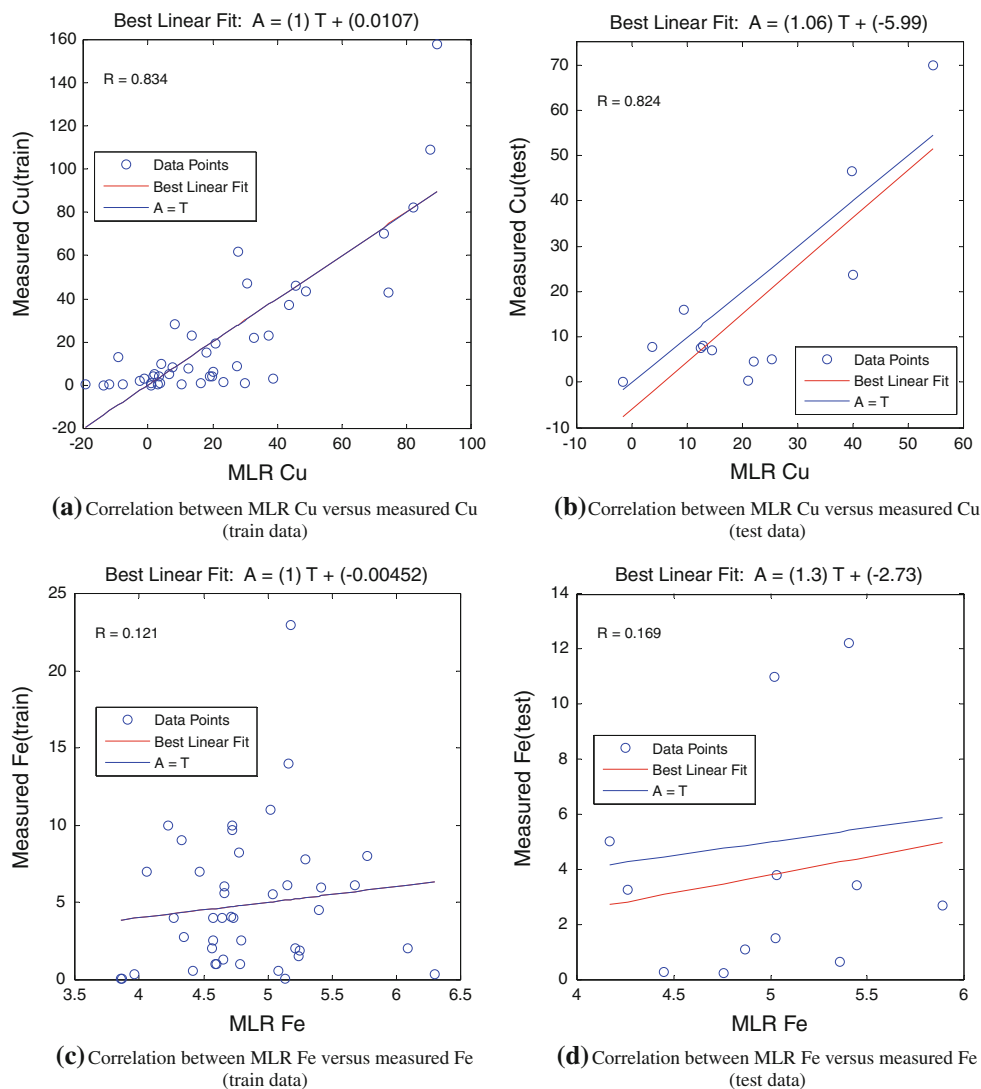 Best Linear Fit: A = (1) T + (0.0107)
160
140
120
100
80
60
40
20
0
-20
Measured Cu(train)
R = 0.834
Data Points
Best Linear Fit
A = T
-20 0 20 40 60 80 100
MLR Cu
(a) Correlation between MLR Cu versus measured Cu
(train data)
Best Linear Fit: A = (1.06) T + (-5.99)
70
60
50
40
30
20
10
0
-10
Measured Cu(test)
R = 0.824
Data Points
Best Linear Fit
A = T
-10 0 10 20 30 40 50 60
MLR Cu
(b) Correlation between MLR Cu versus measured Cu
(test data)
Best Linear Fit: A = (1) T + (-0.00452)
25
20
15
10
5
0
Measured Fe(train)
R = 0.121
Data Points
Best Linear Fit
A = T
3.5 4 4.5 5 5.5 6 6.5
MLR Fe
(c) Correlation between MLR Fe versus measured Fe
(train data)
Best Linear Fit: A = (1.3) T + (-2.73)
14
12
10
8
6
4
2
0
Measured Fe(test)
R = 0.169
Data Points
Best Linear Fit
A = T
4 4.5 5 5.5 6
MLR Fe
(d) Correlation between MLR Fe versus measured Fe
(test data)